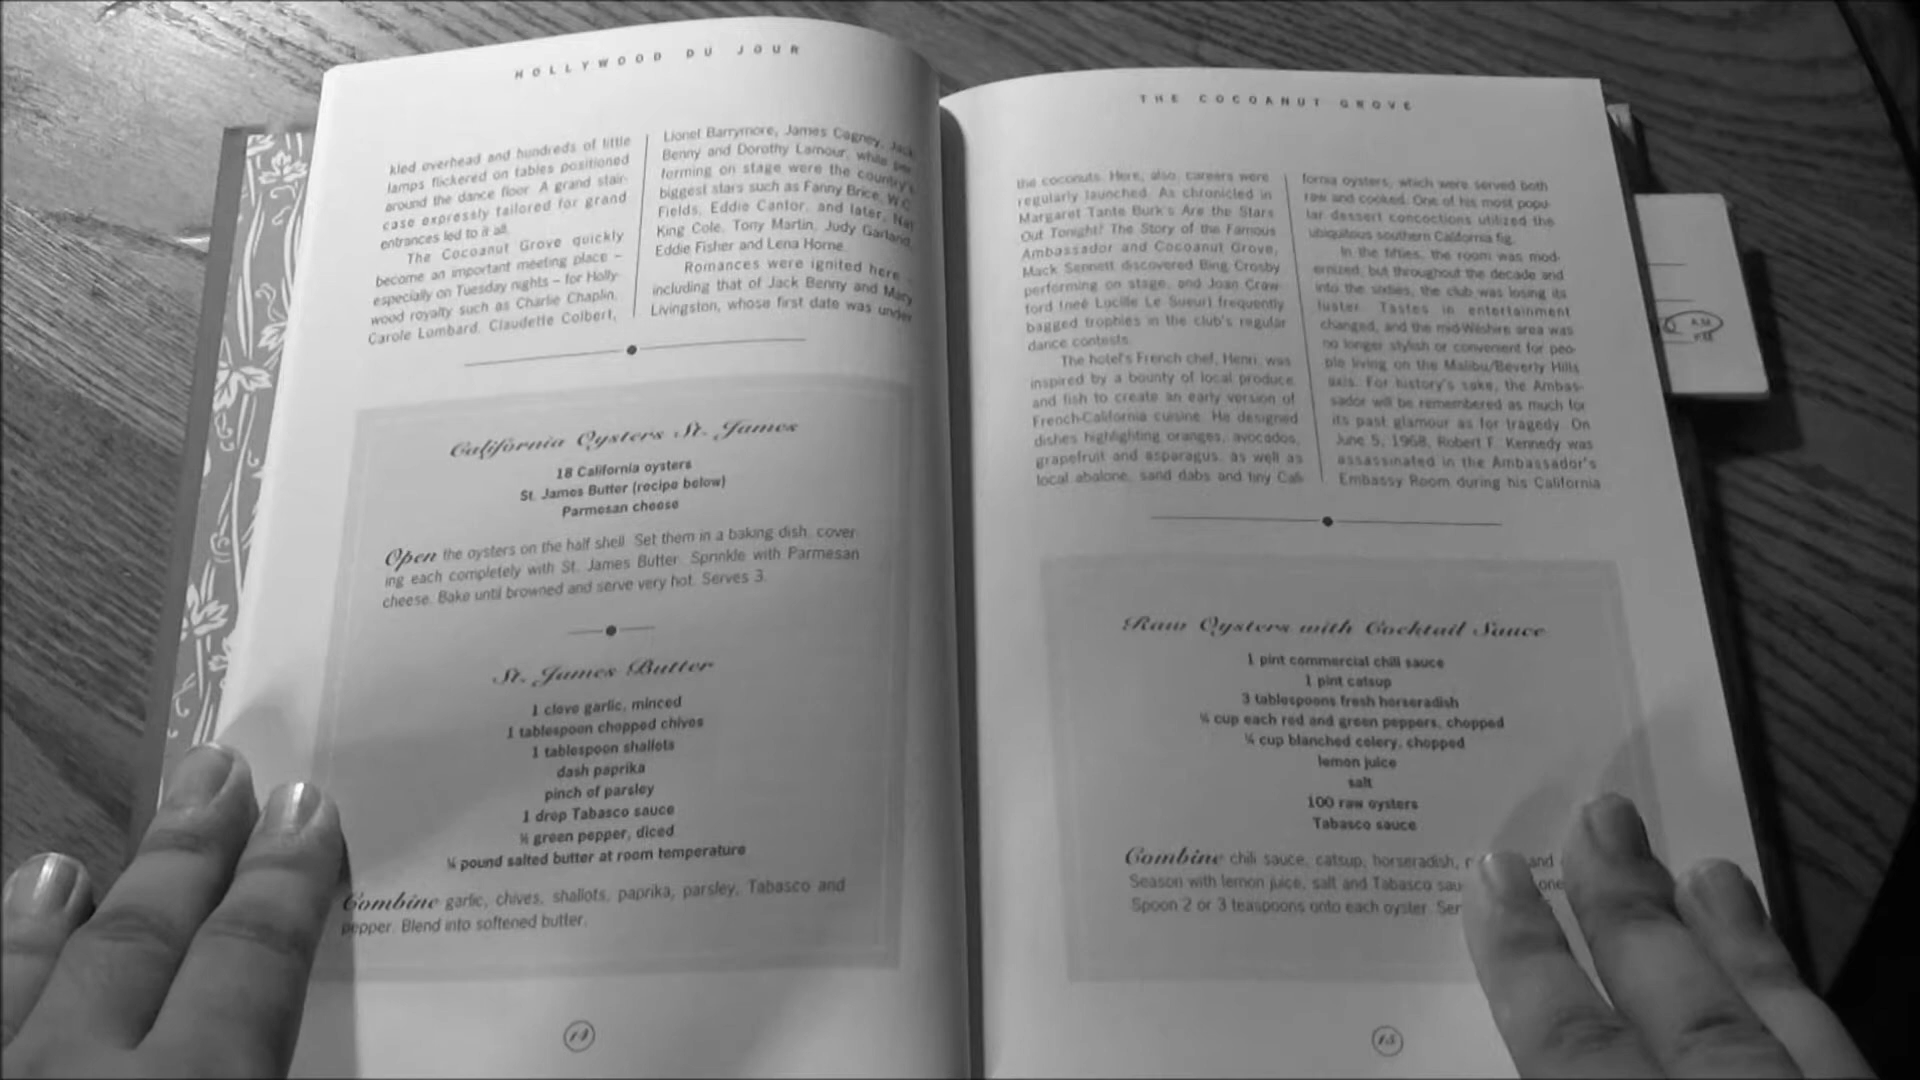 HOLLYWOOD DU JOUR
kled overhead and hundreds of little
lamps flickered on tables positioned
around the dance floor. A grand stair-
case expressly tailored for grand
entrances led to it all.
The Cocoanut Grove quickly
become an important meeting place –
especially on Tuesday nights – for Holly-
wood royalty such as Charlie Chaplin,
Carole Lombard, Claudette Colbert,
Lionel Barrymore, James Cagney, Jack
Benny and Dorothy Lamour, while per-
forming on stage were the country's
biggest stars such as Fanny Brice, W.C.
Fields, Eddie Cantor, and later, Nat
King Cole, Tony Martin, Judy Garland,
Eddie Fisher and Lena Horne.
Romances were ignited here –
including that of Jack Benny and Mary
Livingston, whose first date was under
California Oysters St. James
18 California oysters
St. James Butter (recipe below)
Parmesan cheese
Open the oysters on the half shell. Set them in a baking dish, cover-
ing each completely with St. James Butter. Sprinkle with Parmesan
cheese. Bake until browned and serve very hot. Serves 3.
St. James Butter
1 clove garlic, minced
1 tablespoon chopped chives
1 tablespoon shallots
dash paprika
pinch of parsley
1 drop Tabasco sauce
½ green pepper, diced
¼ pound salted butter at room temperature
Combine garlic, chives, shallots, paprika, parsley, Tabasco and
pepper. Blend into softened butter.
14
THE COCOANUT GROVE
the coconuts. Here, also, careers were
regularly launched. As chronicled in
Margaret Tante Burk's Are the Stars
Out Tonight? The Story of the Famous
Ambassador and Cocoanut Grove,
Mack Sennett discovered Bing Crosby
performing on stage, and Joan Craw-
ford (neé Lucille Le Sueur) frequently
bagged trophies in the club's regular
dance contests.
The hotel's French chef, Henri, was
inspired by a bounty of local produce
and fish to create an early version of
French-California cuisine. He designed
dishes highlighting oranges, avocados,
grapefruit and asparagus, as well as
local abalone, sand dabs and tiny Cali-
fornia oysters, which were served both
raw and cooked. One of his most popu-
lar dessert concoctions utilized the
ubiquitous southern California fig.
In the fifties, the room was mod-
ernized, but throughout the decade and
into the sixties, the club was losing its
luster. Tastes in entertainment
changed, and the mid-Wilshire area was
no longer stylish or convenient for peo-
ple living on the Malibu/Beverly Hills
axis. For history's sake, the Ambas-
sador will be remembered as much for
its past glamour as for tragedy. On
June 5, 1968, Robert F. Kennedy was
assassinated in the Ambassador's
Embassy Room during his California
Raw Oysters with Cocktail Sauce
1 pint commercial chili sauce
1 pint catsup
3 tablespoons fresh horseradish
¼ cup each red and green peppers, chopped
¼ cup blanched celery, chopped
lemon juice
salt
100 raw oysters
Tabasco sauce
Combine chili sauce, catsup, horseradish, and
Season with lemon juice, salt and Tabasco
Spoon 2 or 3 teaspoons onto each oyster.
15
A.M.
P.M.